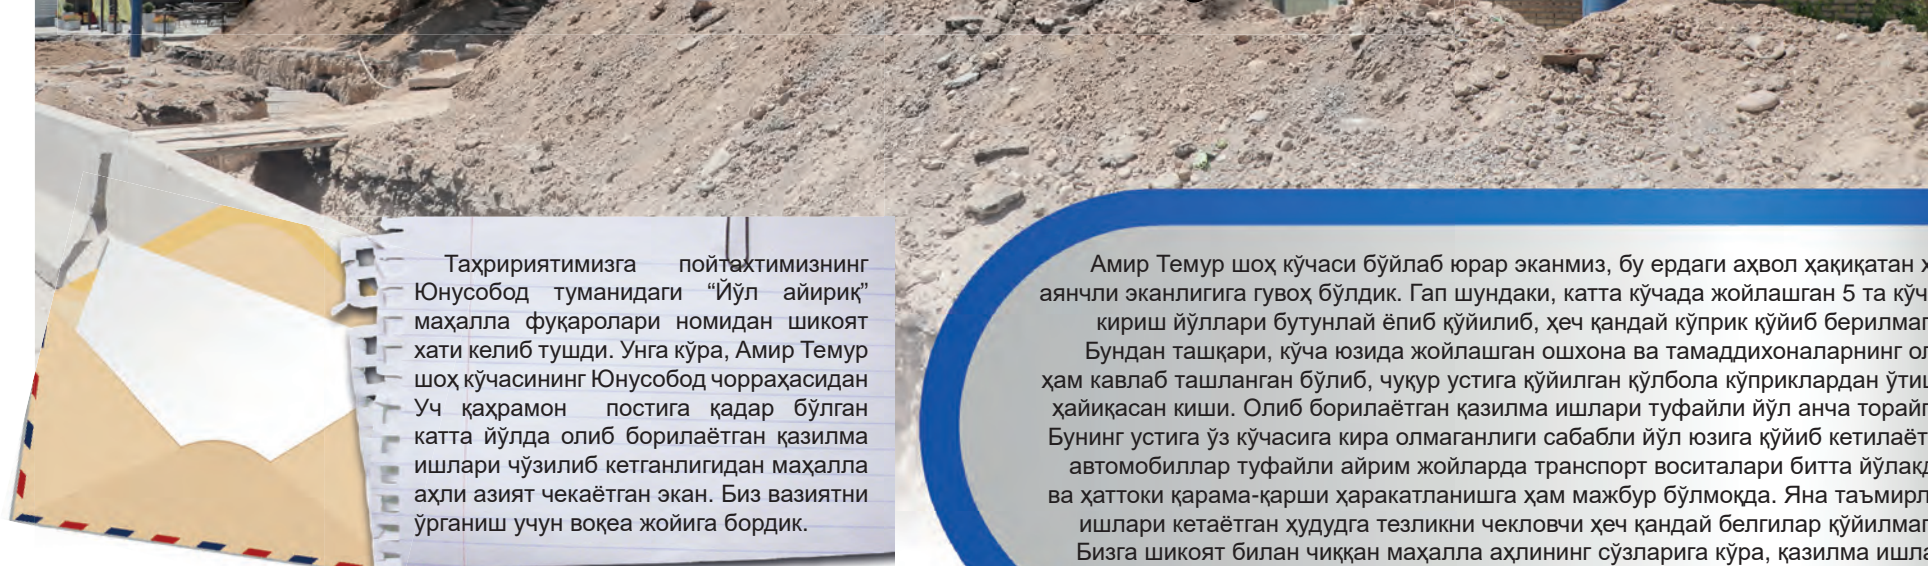 Таҳририятимизга пойтахтимизнинг
Юнусобод туманидаги “Йўл айириқ”
маҳалла фуқаролари номидан шикоят
хати келиб тушди. Унга кўра, Амир Темур
шоҳ кўчасининг Юнусобод чорраҳасидан
Уч қаҳрамон постига қадар бўлган
катта йўлда олиб борилаётган қазилма
ишлари чўзилиб кетганлигидан маҳалла
аҳли азият чекаётган экан. Биз вазиятни
ўрганиш учун воқеа жойига бордик.
Амир Темур шоҳ кўчаси бўйлаб юрар эканмиз, бу ердаги аҳвол ҳақиқатан
аянчли эканлигига гувоҳ бўлдик. Гап шундаки, катта кўчада жойлашган 5 та
кириш йўллари бутунлай ёпиб қўйилиб, ҳеч қандай кўприк қўйиб
Бундан ташқари, кўча юзида жойлашган ошхона ва тамаддихоналарнинг
ҳам кавлаб ташланган бўлиб, чуқур устига қўйилган қўлбола кўприклардан
ҳайиқасан киши. Олиб борилаётган қазилма ишлари туфайли йўл анча
Бунинг устига ўз кўчасига кира олмаганлиги сабабли йўл юзига қўйиб
автомобиллар туфайли айрим жойларда транспорт воситалари битта
ва ҳаттоки қарама-қарши ҳаракатланишга ҳам мажбур бўлмоқда. Яна
ишлари кетаётган ҳудудга тезликни чекловчи ҳеч қандай белгилар
Бизга шикоят билан чиққан маҳалла аҳлининг сўзларига кўра, қазилма